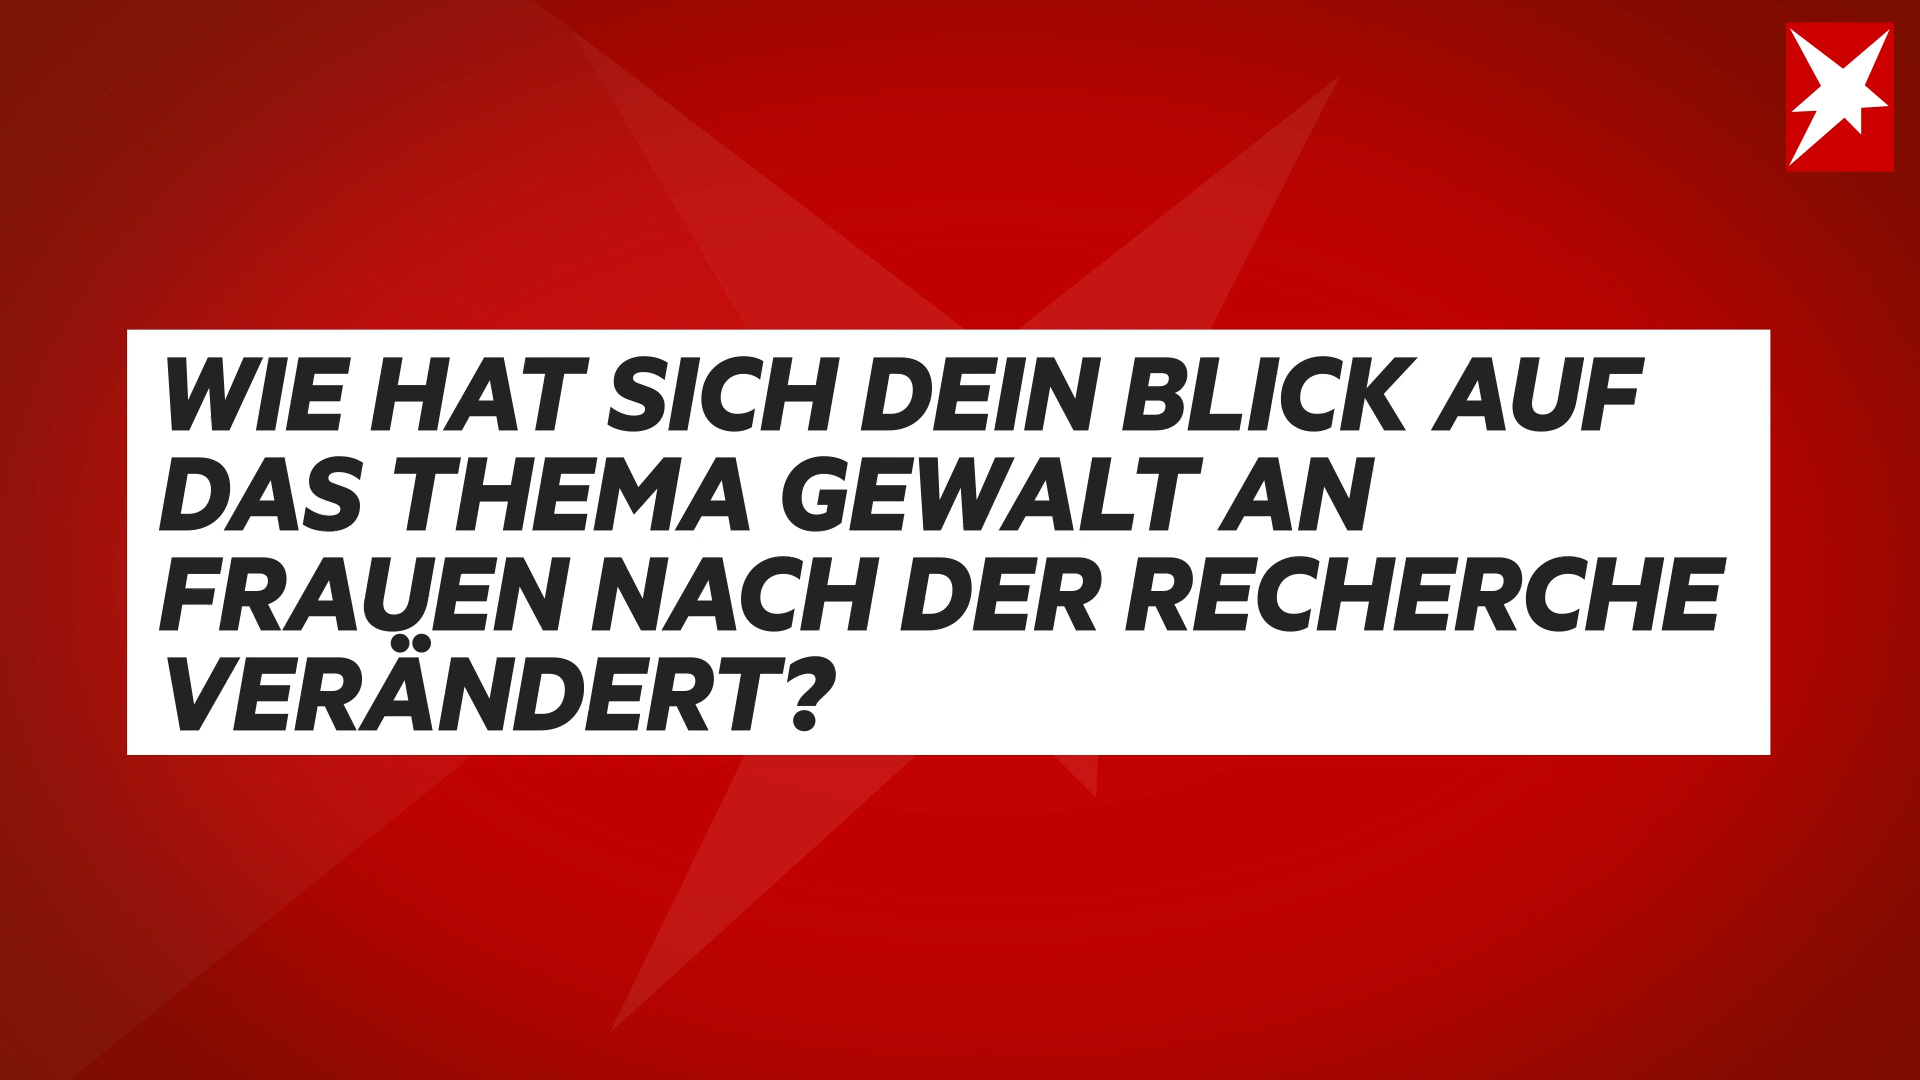 WIE HAT SICH DEIN BLICK AUF
DAS THEMA GEWALT AN
FRAUEN NACH DER RECHERCHE
VERÄNDERT?